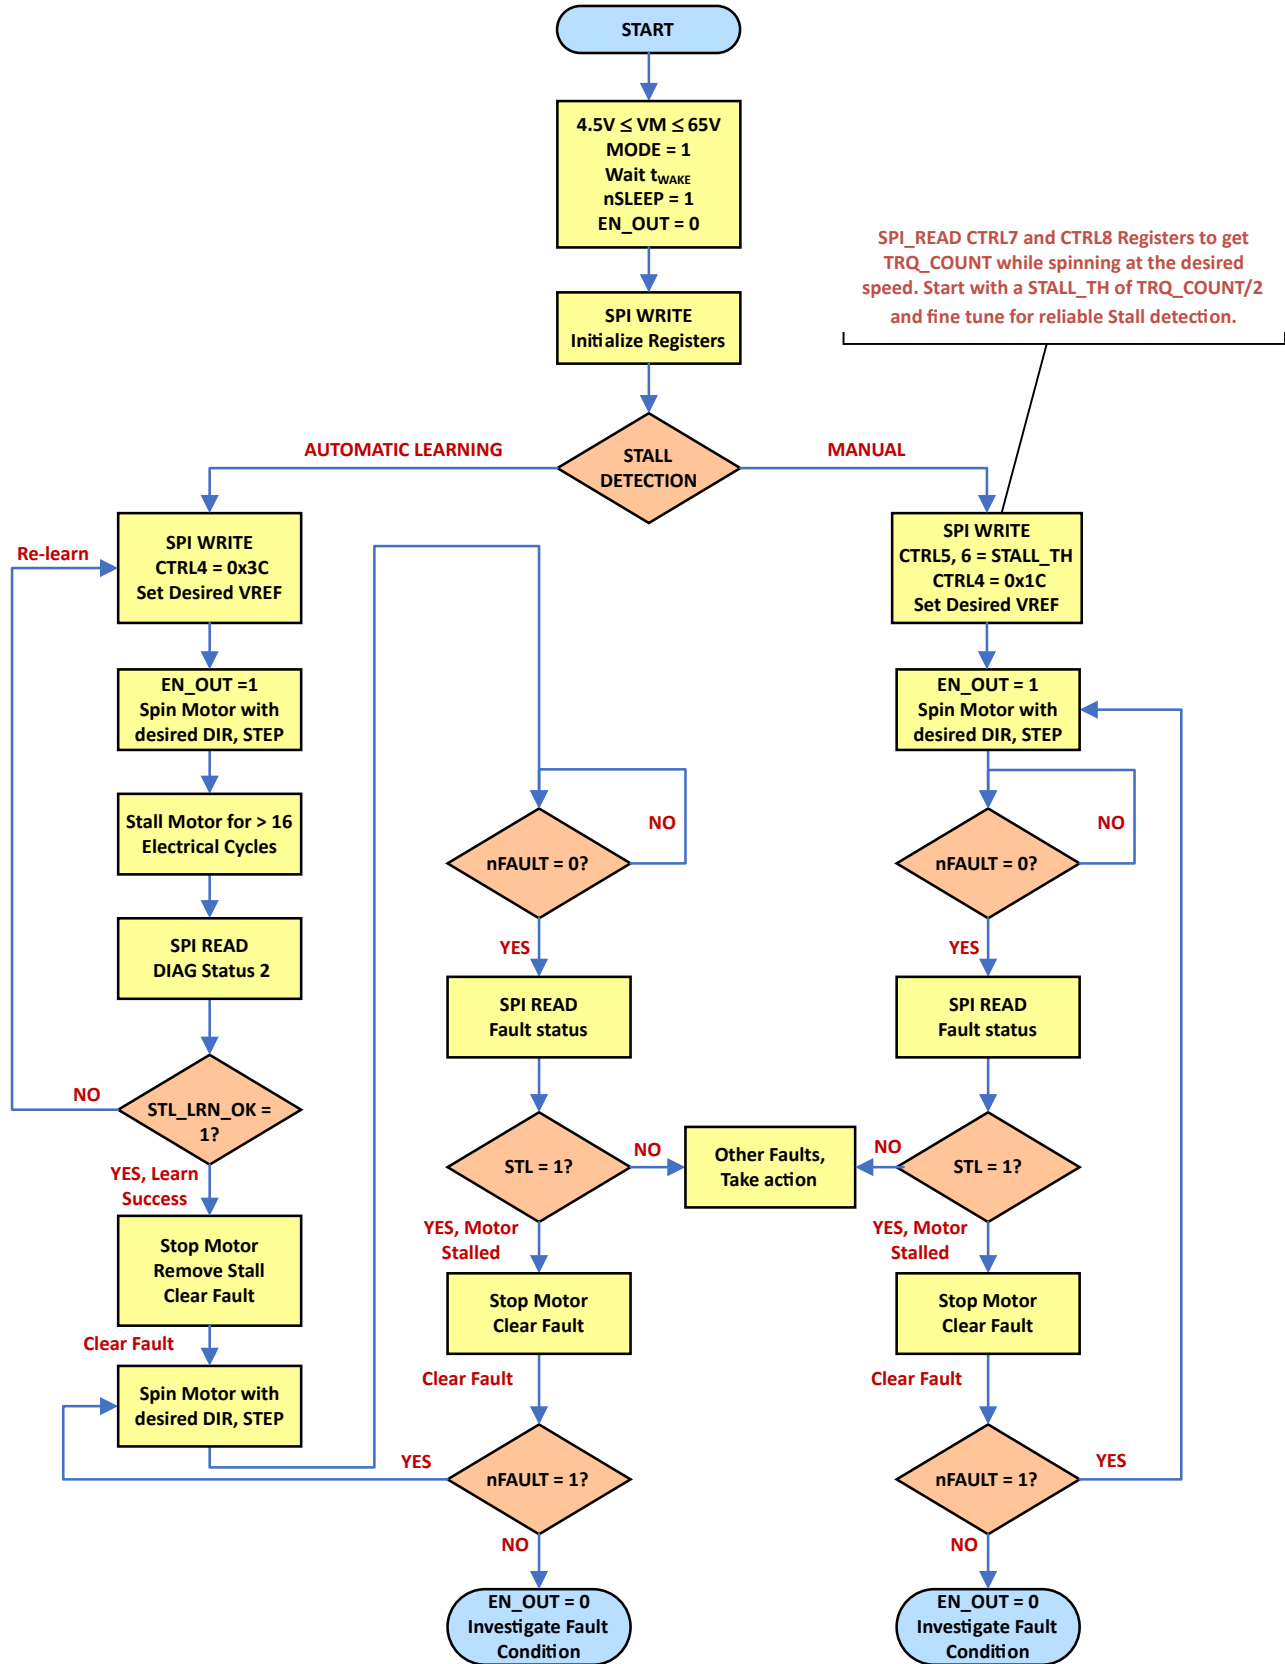 START
4.5V ≤ VM ≤ 65V
MODE = 1
Wait tWAKE
nSLEEP = 1
EN_OUT = 0
SPI_READ CTRL7 and CTRL8 Registers to get
TRQ_COUNT while spinning at the desired
speed. Start with a STALL_TH of TRQ_COUNT/2
and fine tune for reliable Stall detection.
SPI WRITE
Initialize Registers
STALL
DETECTION
AUTOMATIC LEARNING
MANUAL
SPI WRITE
CTRL4 = 0x3C
Set Desired VREF
Re-learn
EN_OUT =1
Spin Motor with
desired DIR, STEP
Stall Motor for > 16
Electrical Cycles
SPI READ
DIAG Status 2
STL_LRN_OK =
1?
NO
YES, Learn
Success
Stop Motor
Remove Stall
Clear Fault
Clear Fault
Spin Motor with
desired DIR, STEP
nFAULT = 0?
NO
YES
SPI READ
Fault status
STL = 1?
NO
Other Faults,
Take action
YES, Motor
Stalled
Stop Motor
Clear Fault
Clear Fault
nFAULT = 1?
YES
NO
EN_OUT = 0
Investigate Fault
Condition
SPI WRITE
CTRL5, 6 = STALL_TH
CTRL4 = 0x1C
Set Desired VREF
EN_OUT = 1
Spin Motor with
desired DIR, STEP
nFAULT = 0?
NO
YES
SPI READ
Fault status
STL = 1?
NO
YES, Motor
Stalled
Stop Motor
Clear Fault
Clear Fault
nFAULT = 1?
YES
NO
EN_OUT = 0
Investigate Fault
Condition